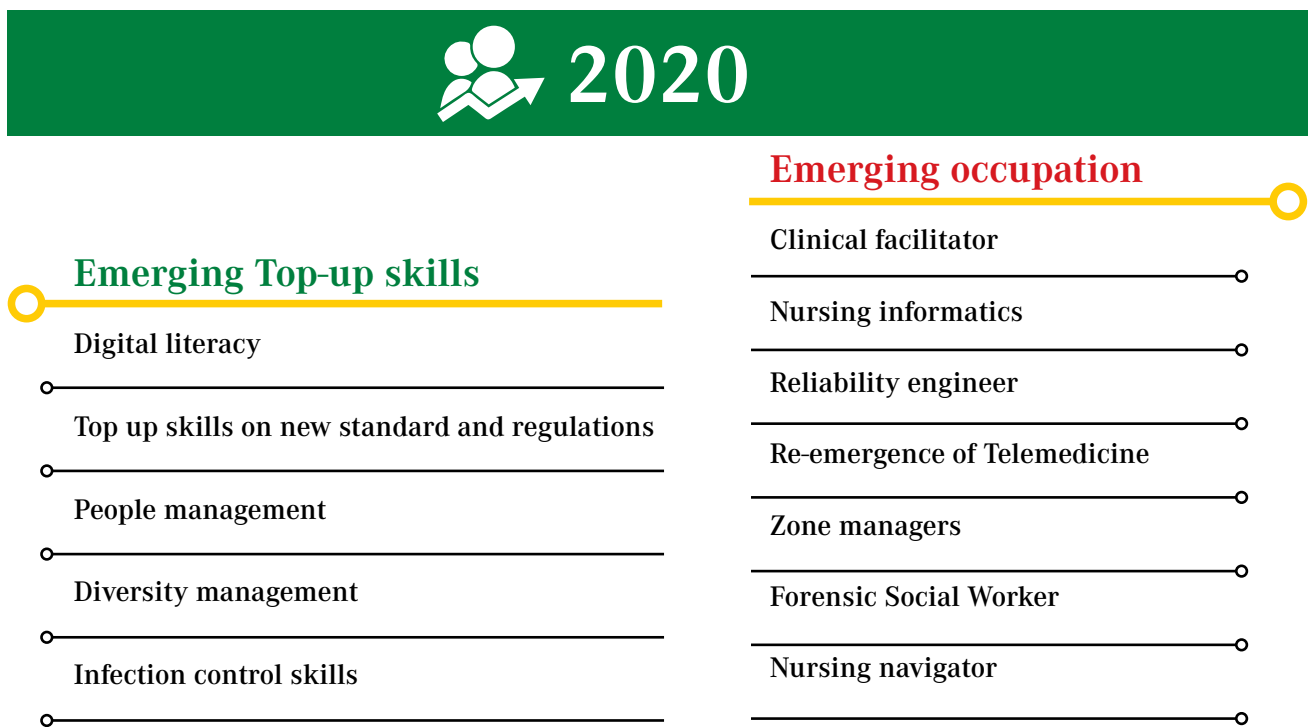 2020
Emerging Top-up skills
Digital literacy
Top up skills on new standard and regulations
People management
Diversity management
Infection control skills
Emerging occupation
Clinical facilitator
Nursing informatics
Reliability engineer
Re-emergence of Telemedicine
Zone managers
Forensic Social Worker
Nursing navigator